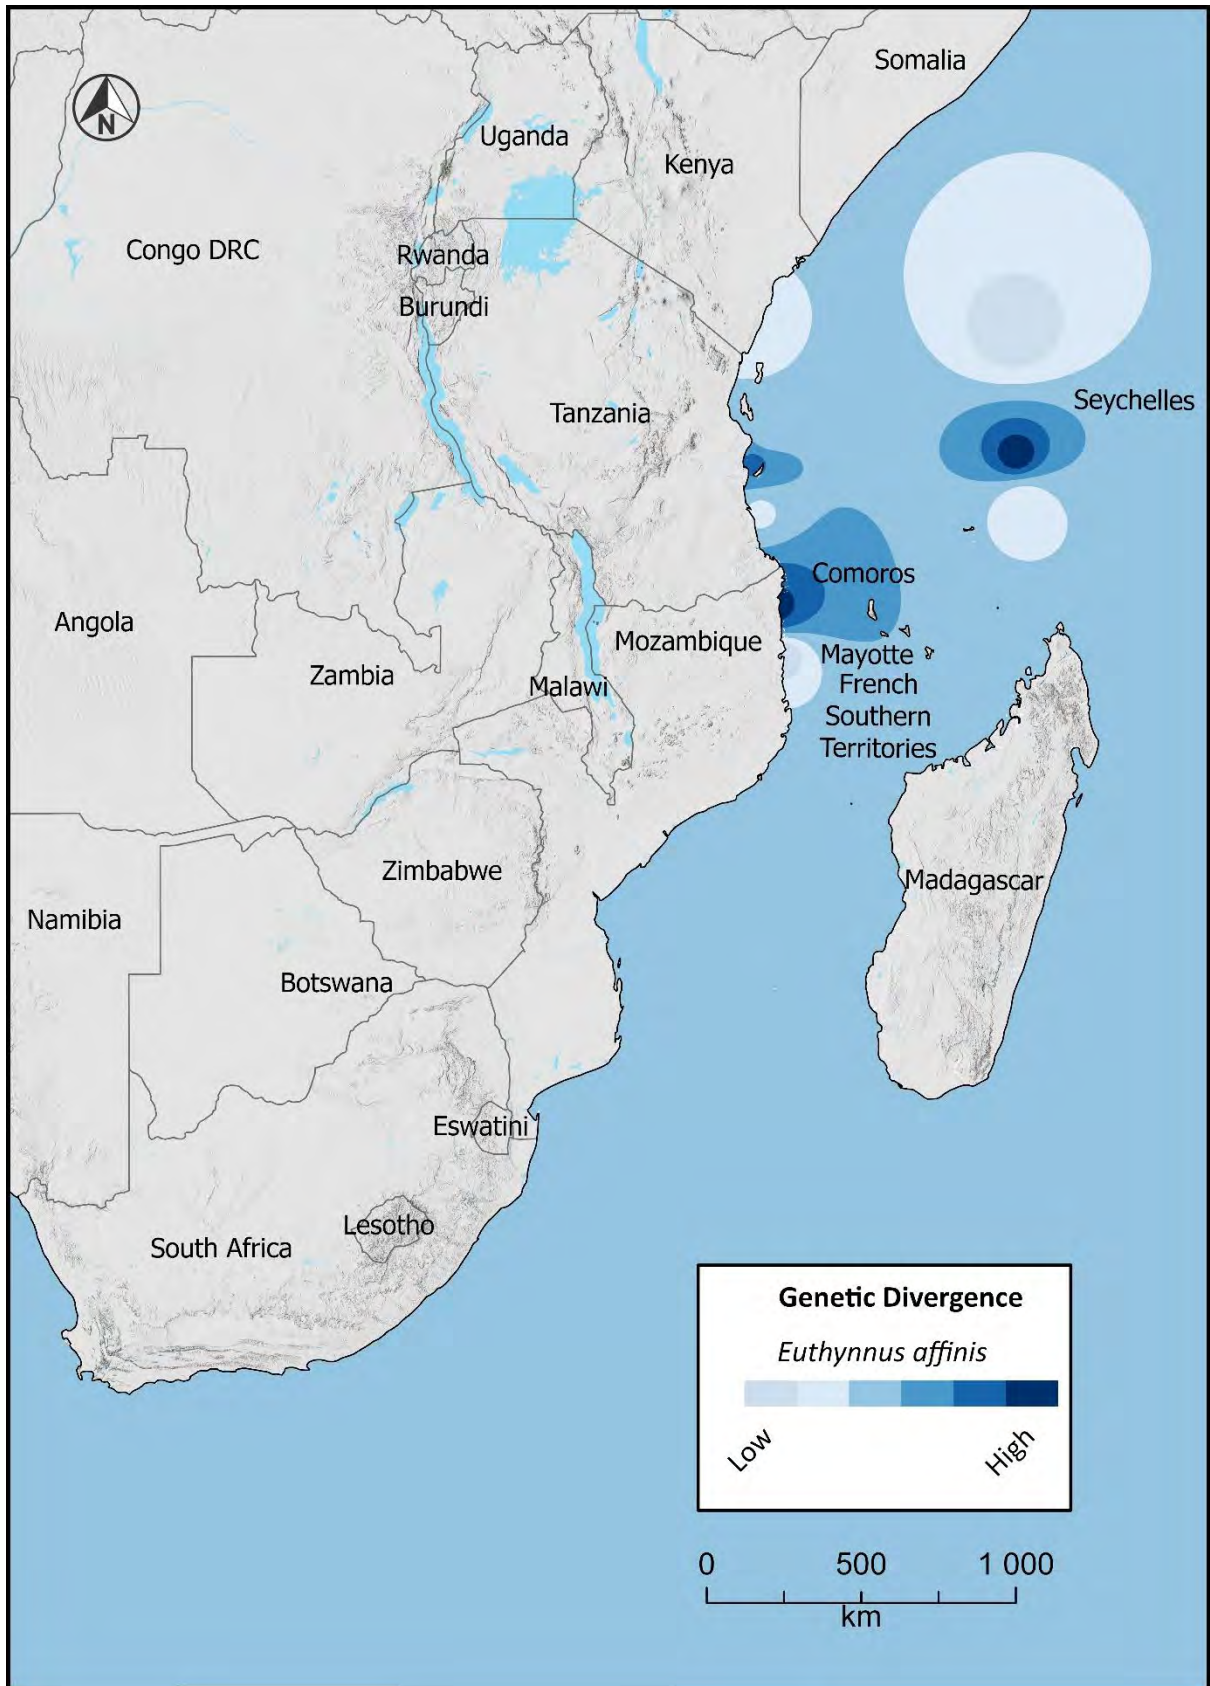 Somalia
N
Uganda
Kenya
Congo DRC
Rwanda
Burundi
Seychelles
Tanzania
Comoros
Angola
Mozambique
Zambia
Malawi
Mayotte
French
Southern
Territories
Zimbabwe
Madagascar
Namibia
Botswana
Eswatini
Lesotho
South Africa
Genetic Divergence
Euthynnus affinis
Low
High
0 500 1 000
km